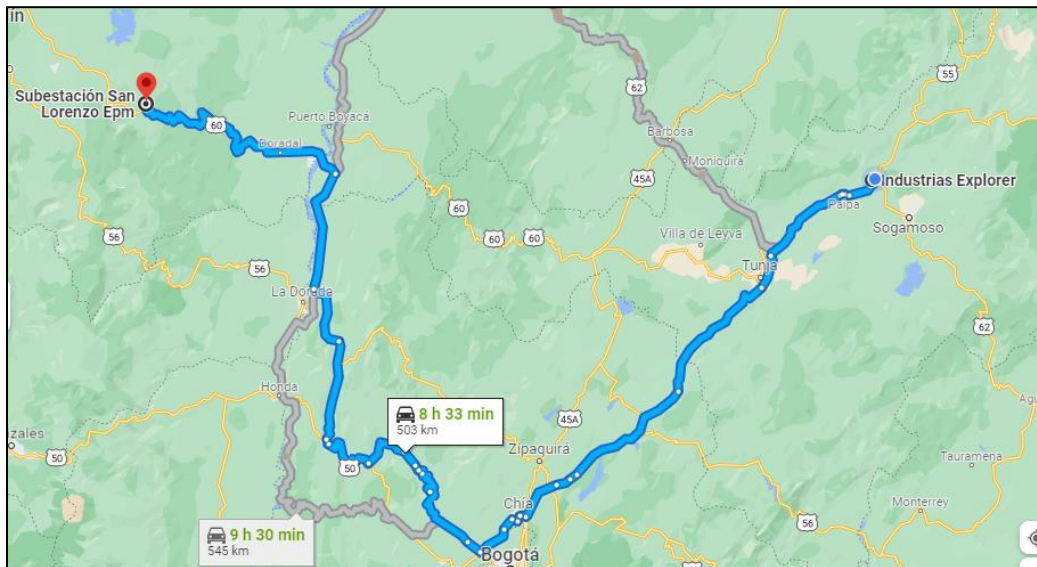 in
Subestación San
Lorenzo Epm
60
Doradal
Puerto Boyaca
62
55
Barbosa
Moniquirá
45A
Industrias Explorer
Paipa
Sogamoso
60
60
60
Villa de Leyva
Tunja
56
56
La Dorada
62
Honda
8 h 33 min
503 km
45A
zales
50
50
Zipaquirá
Tauramena
Chía
Monterrey
56
9 h 30 min
545 km
Bogotá